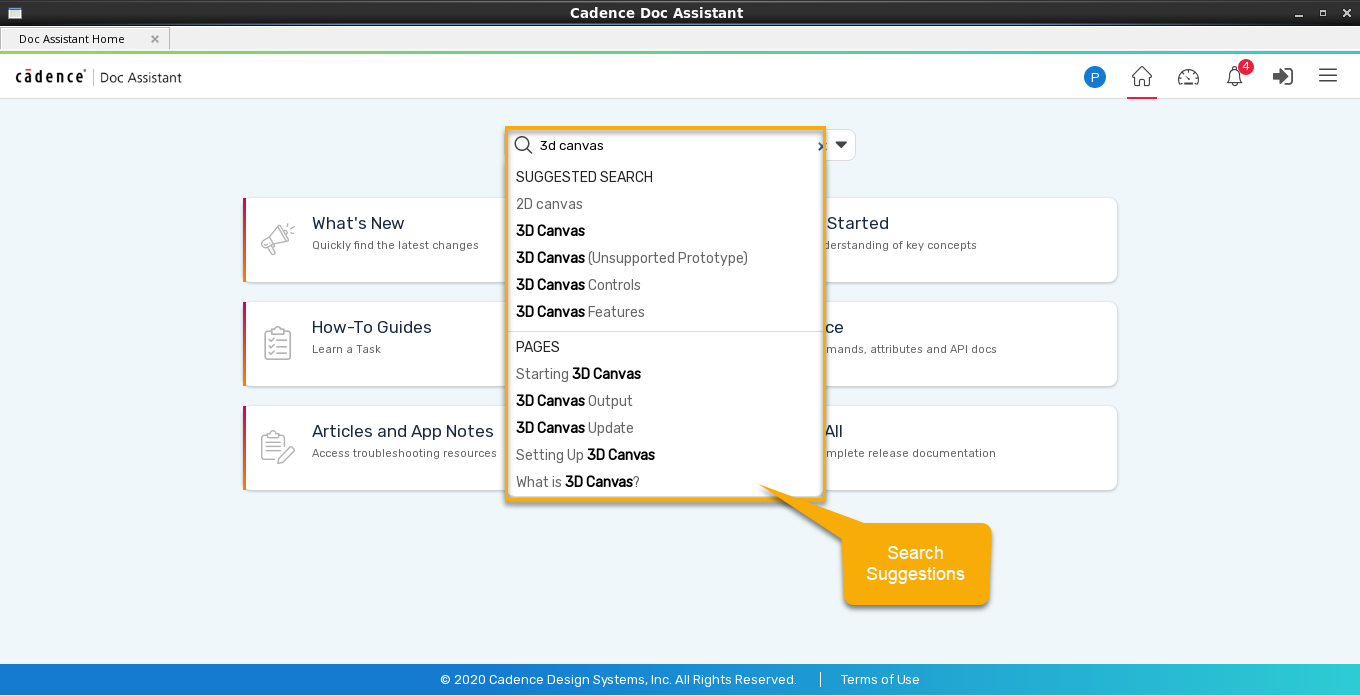 Cadence Doc Assistant
Doc Assistant Home
cādence® Doc Assistant
P
4
3d canvas
SUGGESTED SEARCH
2D canvas
3D Canvas
3D Canvas (Unsupported Prototype)
3D Canvas Controls
3D Canvas Features
PAGES
Starting 3D Canvas
3D Canvas Output
3D Canvas Update
Setting Up 3D Canvas
What is 3D Canvas?
What's New
Quickly find the latest changes
Started
How-To Guides
Learn a Task
attributes and API docs
Articles and App Notes
Access troubleshooting resources
All
release documentation
of key concepts
Search
Suggestions
© 2020 Cadence Design Systems, Inc. All Rights Reserved.
Terms of Use